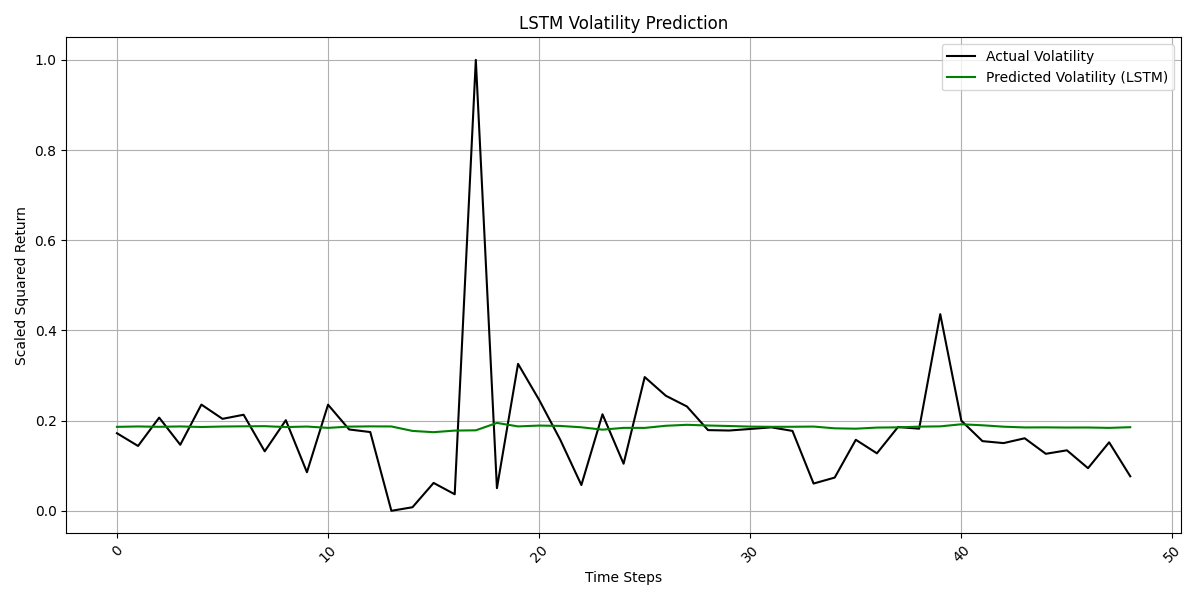 LSTM Volatility Prediction
Actual Volatility
Predicted Volatility (LSTM)
Scaled Squared Return
1.0
0.8
0.6
0.4
0.2
0.0
0
10
20
30
40
50
Time Steps